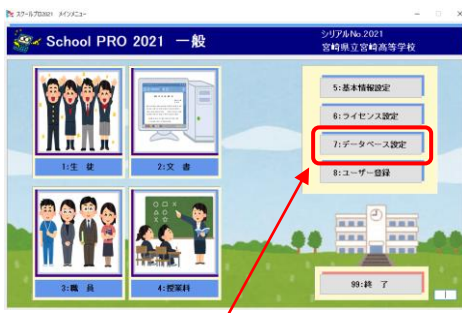 スクールプロ2021 メインメニュー
School PRO 2021 一般
シリアルNo.2021
宮崎県立宮崎高等学校
5:基本情報設定
6:ライセンス設定
7:データベース設定
8:ユーザー登録
1:生 徒
2:文 書
3:職 員
4:授業料
99:終 了